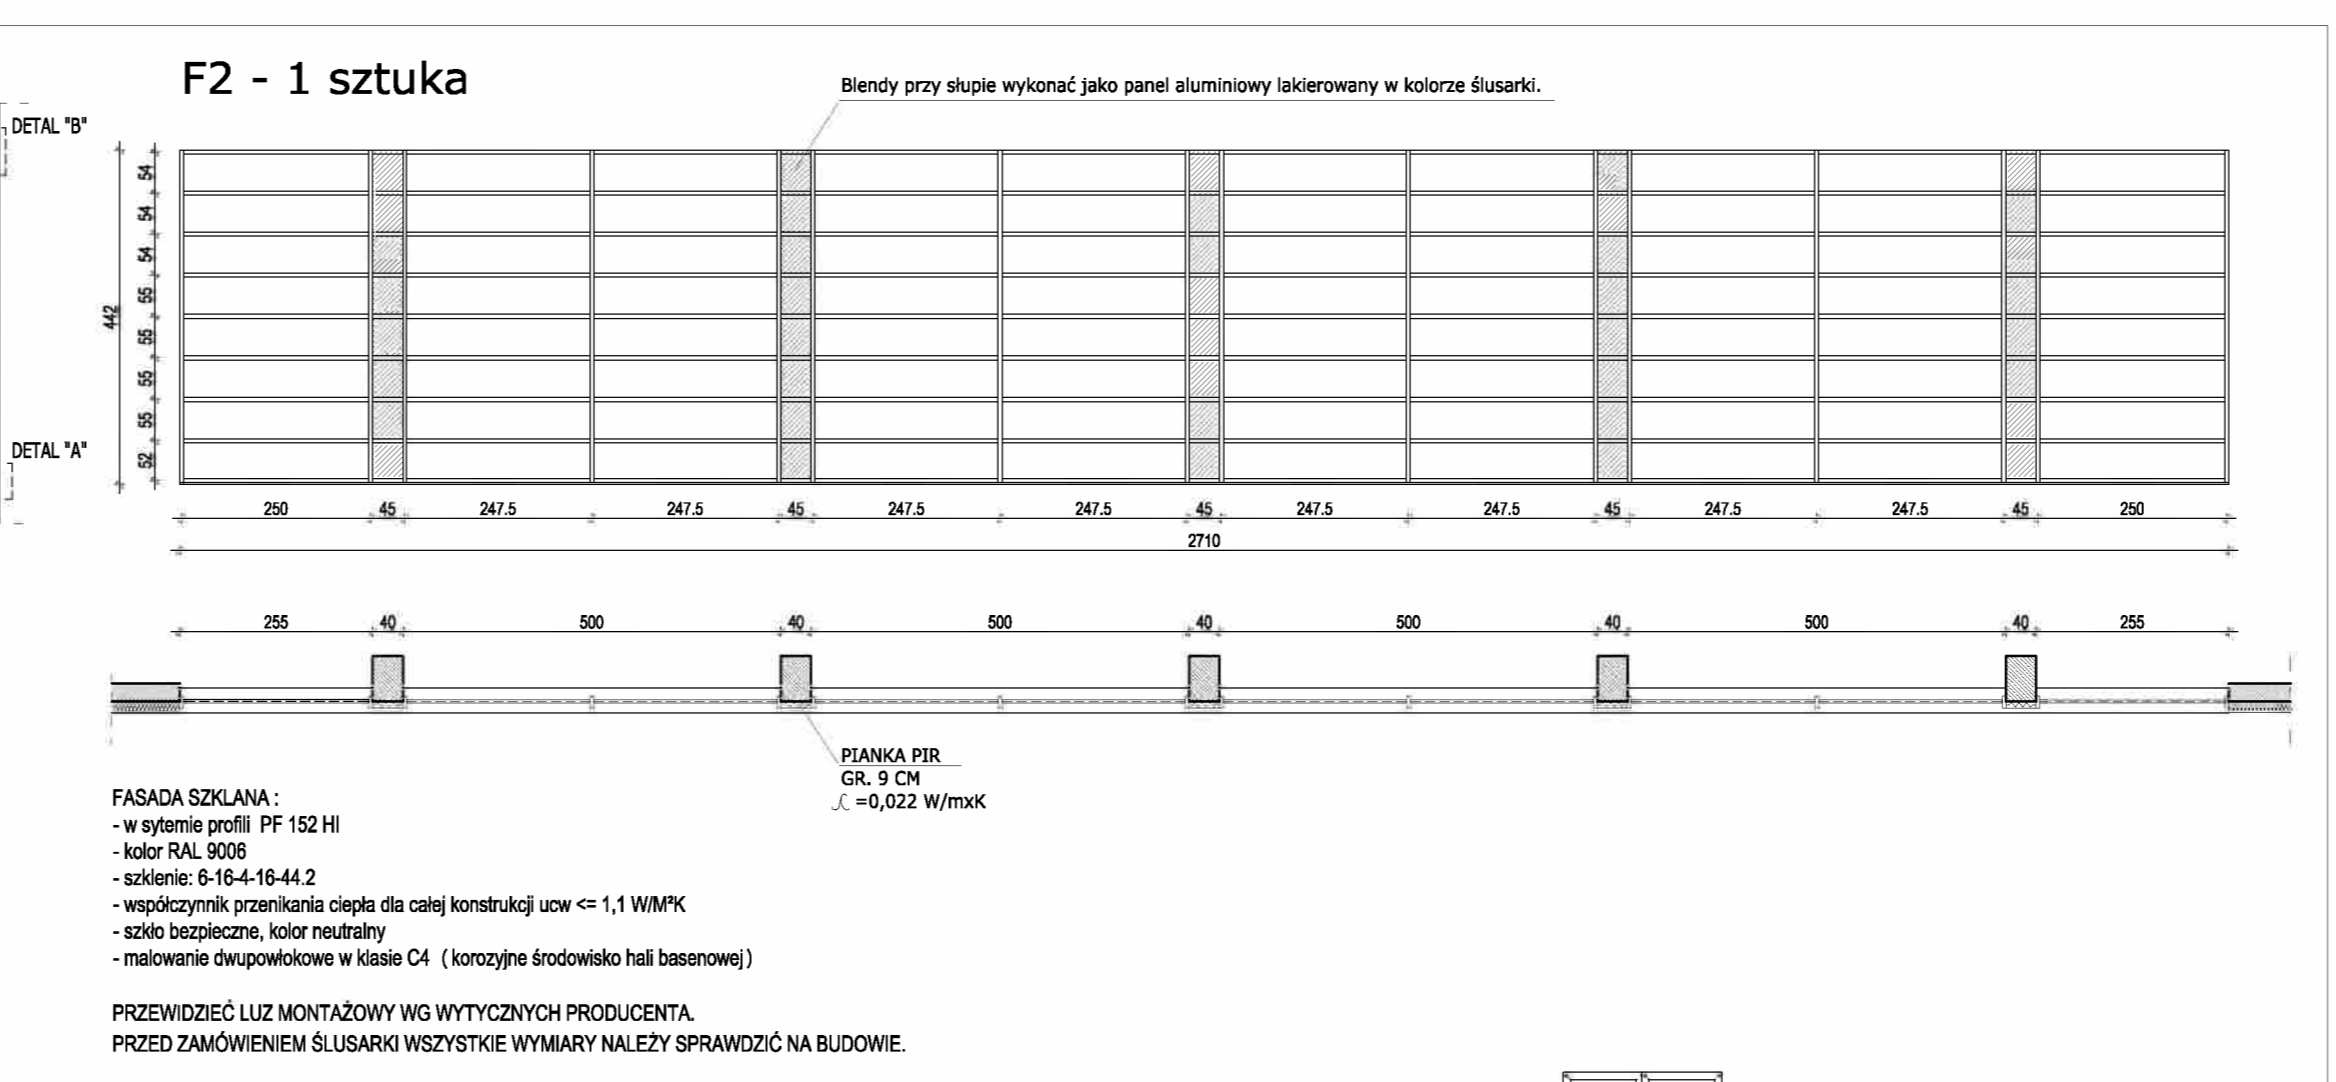 F2 - 1 sztuka
Blendy przy słupie wykonać jako panel aluminiowy lakierowany w kolorze ślusarki.
DETAL "B"
DETAL "A"
442
54
54
54
55
55
55
55
52
250 45 247.5 247.5 45 247.5 247.5 45 247.5 247.5 45 247.5 247.5 45 250
2710
255 40 500 40 500 40 500 40 500 40 255
PIANKA PIR
GR. 9 CM
=0,022 W/mxK
FASADA SZKLANA :
- w sytemie profili PF 152 HI
- kolor RAL 9006
- szklenie: 6-16-4-16-44.2
- współczynnik przenikania ciepła dla całej konstrukcji ucw <= 1,1 W/M²K
- szkło bezpieczne, kolor neutralny
- malowanie dwupowłokowe w klasie C4 ( korozyjne środowisko hali basenowej )
PRZEWIDZIEĆ LUZ MONTAŻOWY WG WYTYCZNYCH PRODUCENTA.
PRZED ZAMÓWIENIEM ŚLUSARKI WSZYSTKIE WYMIARY NALEŻY SPRAWDZIĆ NA BUDOWIE.